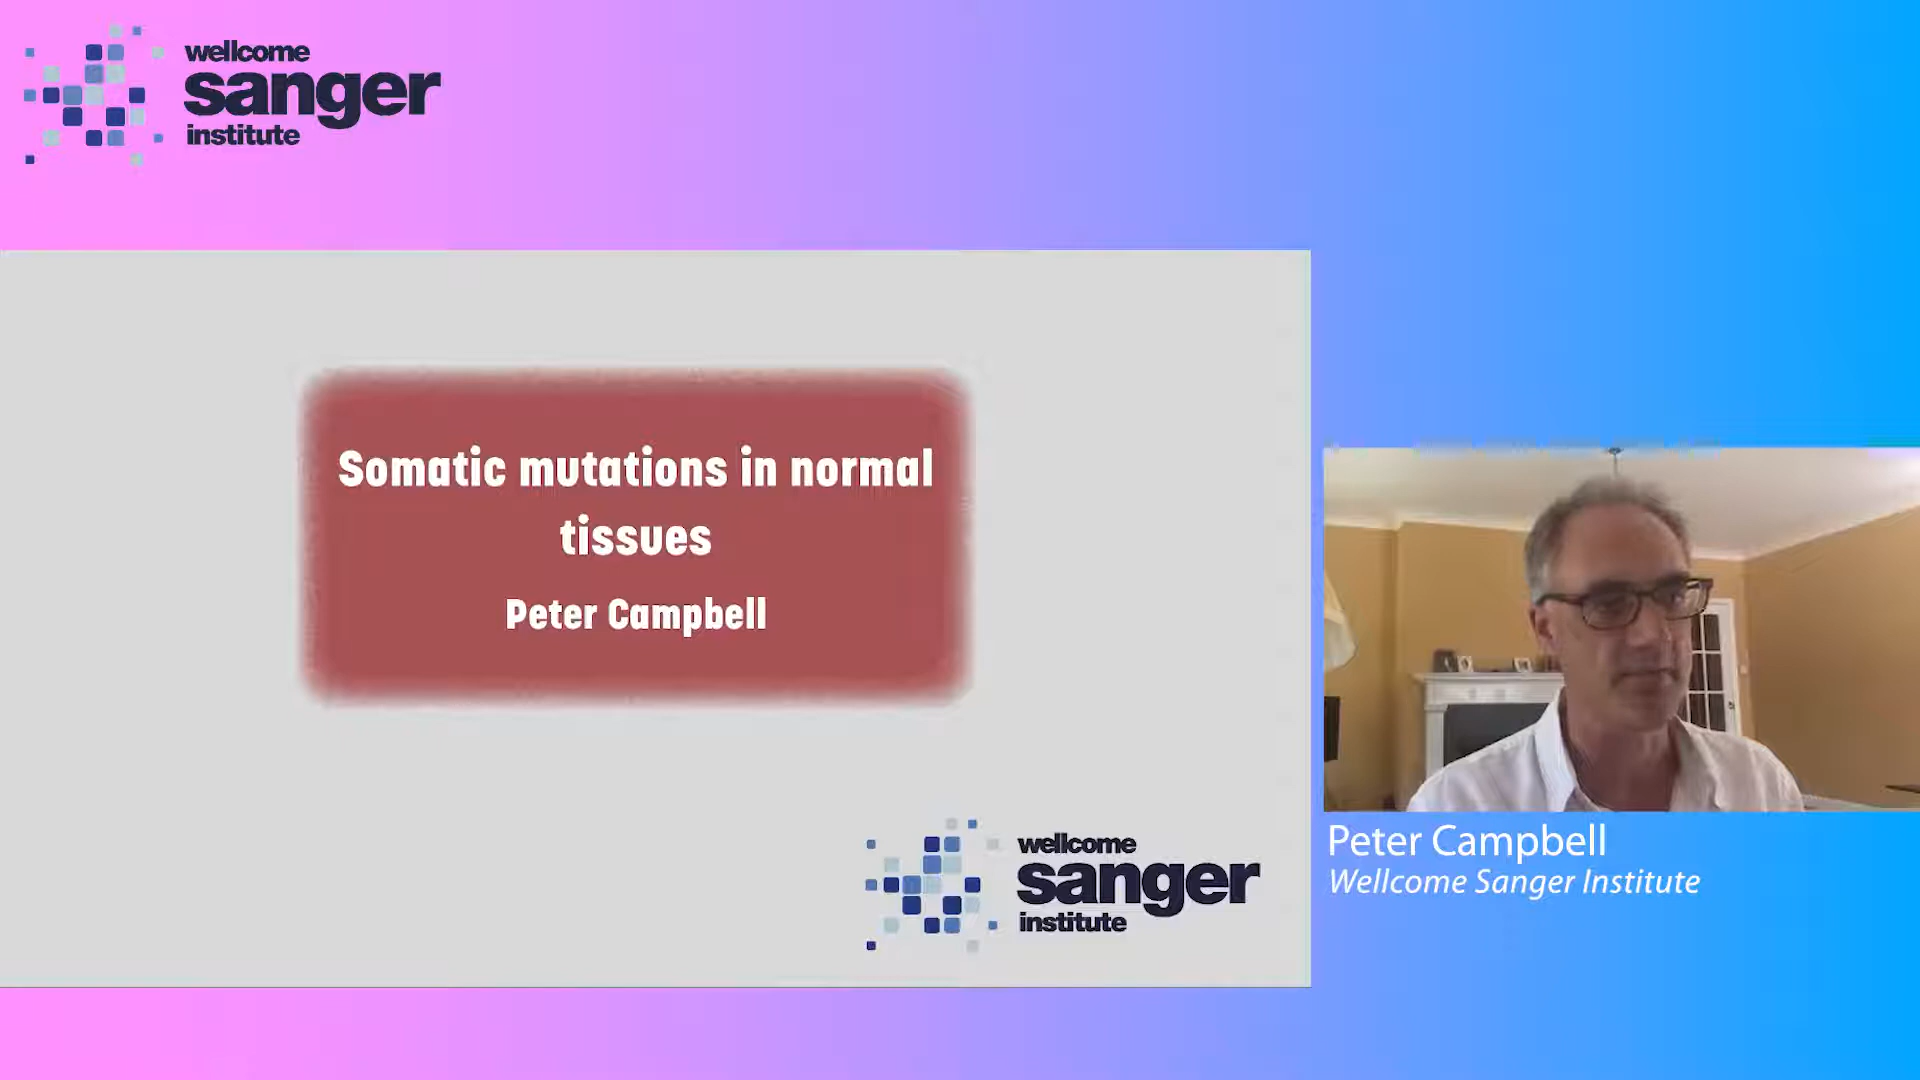 wellcome
sanger
institute
Somatic mutations in normal
tissues
Peter Campbell
wellcome
sanger
institute
Peter Campbell
Wellcome Sanger Institute